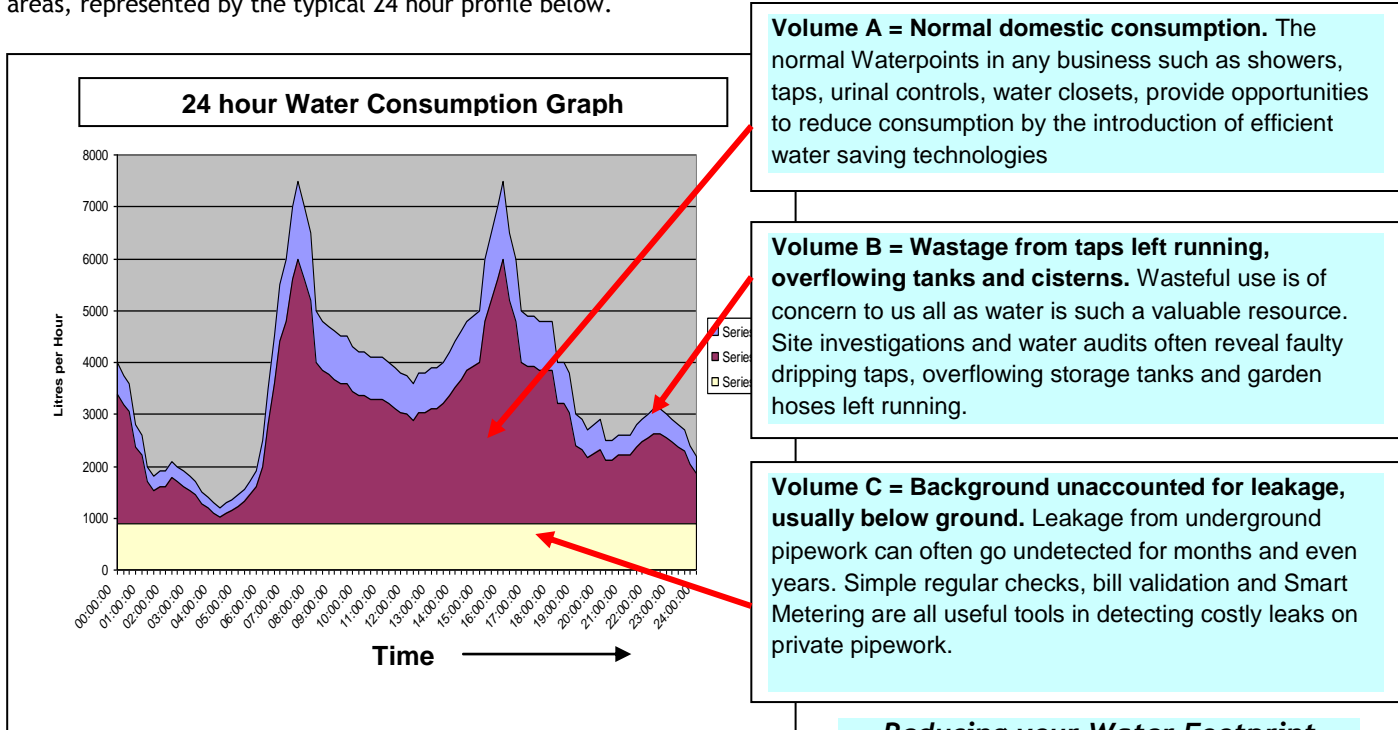 areas, represented by the typical 24 hour profile below.
24 hour Water Consumption Graph
8000
7000
6000
5000
4000
3000
2000
1000
0
Litres per Hour
00:00:00
01:00:00
02:00:00
03:00:00
04:00:00
05:00:00
06:00:00
07:00:00
08:00:00
09:00:00
10:00:00
11:00:00
12:00:00
13:00:00
14:00:00
15:00:00
16:00:00
17:00:00
18:00:00
19:00:00
20:00:00
21:00:00
22:00:00
23:00:00
24:00:00
Time
Series
Series
Series
Volume A = Normal domestic consumption. The
normal Waterpoints in any business such as showers,
taps, urinal controls, water closets, provide opportunities
to reduce consumption by the introduction of efficient
water saving technologies
Volume B = Wastage from taps left running,
overflowing tanks and cisterns. Wasteful use is of
concern to us all as water is such a valuable resource.
Site investigations and water audits often reveal faulty
dripping taps, overflowing storage tanks and garden
hoses left running.
Volume C = Background unaccounted for leakage,
usually below ground. Leakage from underground
pipework can often go undetected for months and even
years. Simple regular checks, bill validation and Smart
Metering are all useful tools in detecting costly leaks on
private pipework.
Reducing your Water Footprint